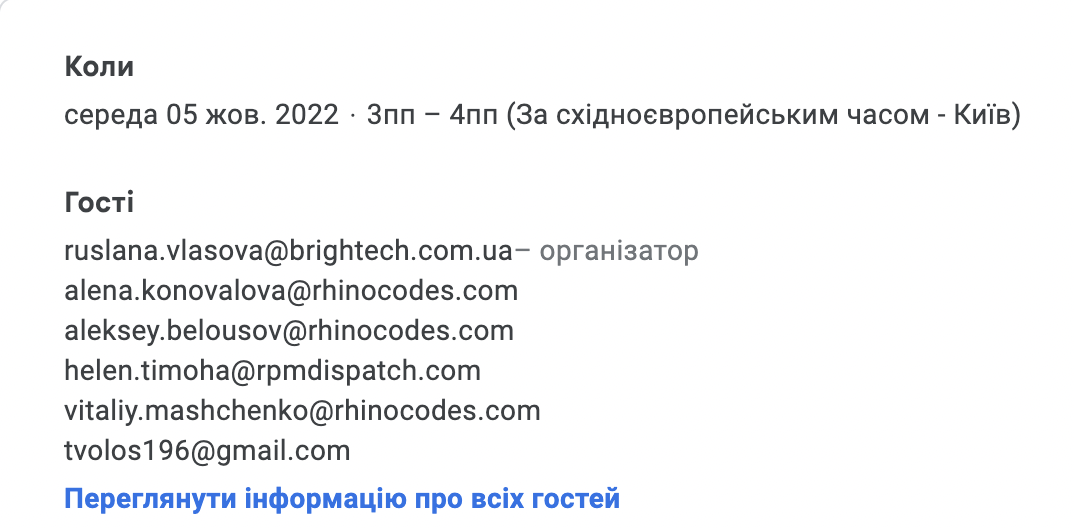 Коли
середа 05 жов. 2022 · 3пп – 4пп (За східноєвропейським часом - Київ)
Гості
ruslana.vlasova@brightech.com.ua– організатор
alena.konovalova@rhinocodes.com
aleksey.belousov@rhinocodes.com
helen.timoha@rpmdispatch.com
vitaliy.mashchenko@rhinocodes.com
tvolos196@gmail.com
Переглянути інформацію про всіх гостей